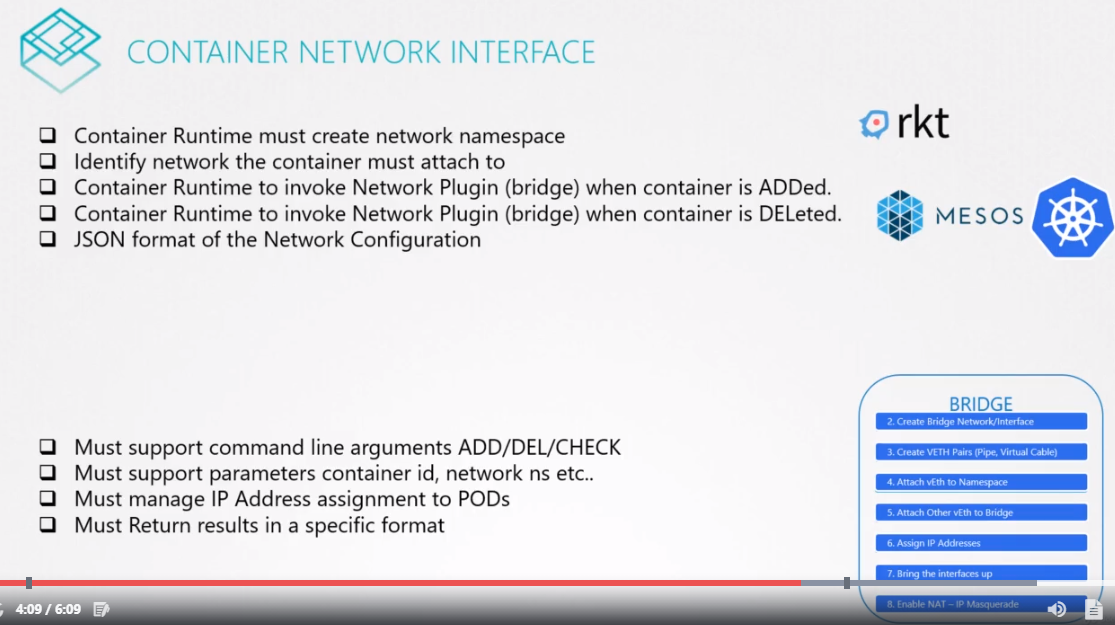 CONTAINER NETWORK INTERFACE
Container Runtime must create network namespace
Identify network the container must attach to
Container Runtime to invoke Network Plugin (bridge) when container is ADDed.
Container Runtime to invoke Network Plugin (bridge) when container is DELeted.
JSON format of the Network Configuration
rkt
MESOS
Must support command line arguments ADD/DEL/CHECK
Must support parameters container id, network ns etc..
Must manage IP Address assignment to PODs
Must Return results in a specific format
BRIDGE
2. Create Bridge Network/Interface
3. Create VETH Pairs (Pipe, Virtual Cable)
4. Attach vEth to Namespace
5. Attach Other vEth to Bridge
6. Assign IP Addresses
7. Bring the interfaces up
8. Enable NAT – IP Masquerade
4:09 / 6:09